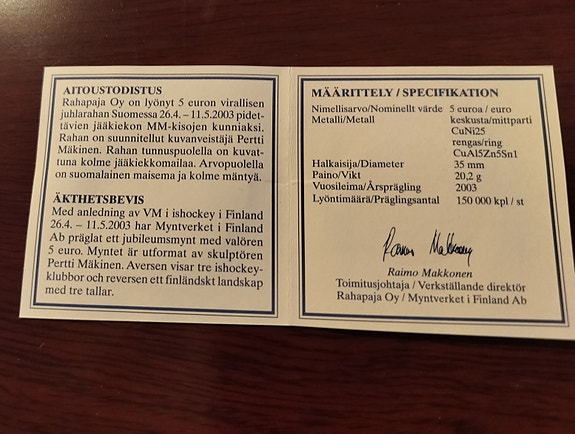 AITOUSTODISTUS
Rahapaja Oy on lyönyt 5 euron virallisen
juhlarahan Suomessa 26.4. – 11.5.2003 pidet-
tävien jääkiekon MM-kisojen kunniaksi.
Rahan on suunnitellut kuvanveistäjä Pertti
Mäkinen. Rahan tunnuspuolella on kuvat-
tuna kolme jääkiekkomailaa. Arvopuolella
on suomalainen maisema ja kolme mäntyä.
ÄKTHETSBEVIS
Med anledning av VM i ishockey i Finland
26.4. – 11.5.2003 har Myntverket i Finland
Ab präglat ett jubileumsmynt med valören
5 euro. Myntet är utformat av skulptören
Pertti Mäkinen. Aversen visar tre ishockey-
klubbor och reversen ett finländskt landskap
med tre tallar.
MÄÄRITTELY / SPECIFIKATION
Nimellisarvo/Nominellt värde 5 euroa / euro
Metalli/Metall keskusta/mittparti
CuNi25
rengas/ring
CuAl5Zn5Sn1
Halkaisija/Diameter 35 mm
Paino/Vikt 20,2 g
Vuosileima/Årsprägling 2003
Lyöntimäärä/Präglingsantal 150 000 kpl / st
Raimo Makkonen
Raimo Makkonen
Toimitusjohtaja / Verkställande direktör
Rahapaja Oy / Myntverket i Finland Ab